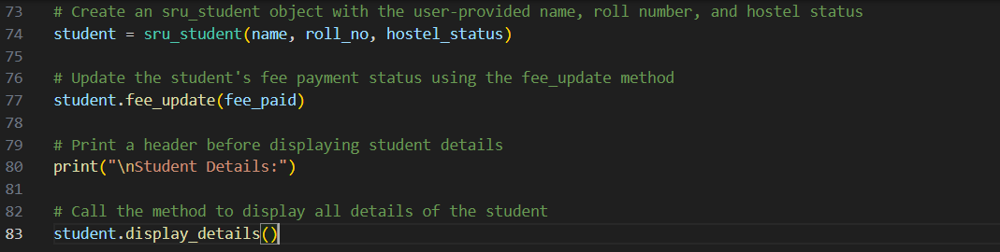 73 # Create an sru_student object with the user-provided name, roll number, and hostel status
74 student = sru_student(name, roll_no, hostel_status)
75
76 # Update the student's fee payment status using the fee_update method
77 student.fee_update(fee_paid)
78
79 # Print a header before displaying student details
80 print("\nStudent Details:")
81
82 # Call the method to display all details of the student
83 student.display_details()